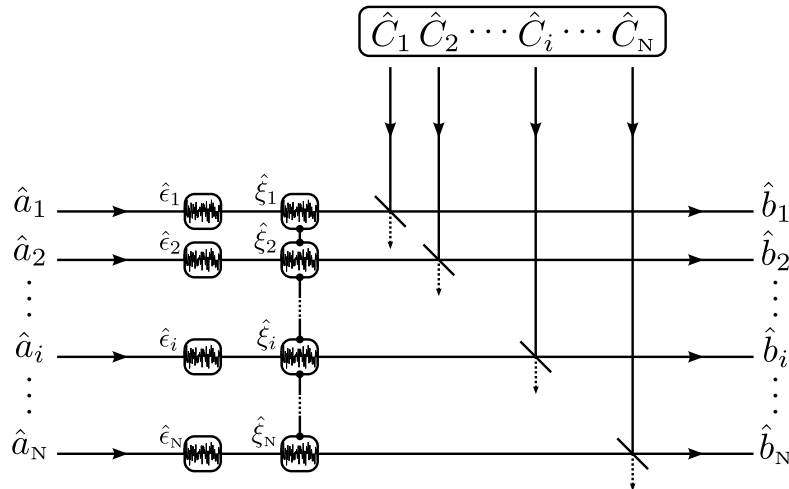 Ĉ₁ Ĉ₂ ··· Ĉᵢ ··· Ĉ_N
â₁ ϵ̂₁ ξ̂₁ b̂₁
â₂ ϵ̂₂ ξ̂₂ b̂₂
âᵢ ϵ̂ᵢ ξ̂ᵢ b̂ᵢ
â_N ϵ̂_N ξ̂_N b̂_N